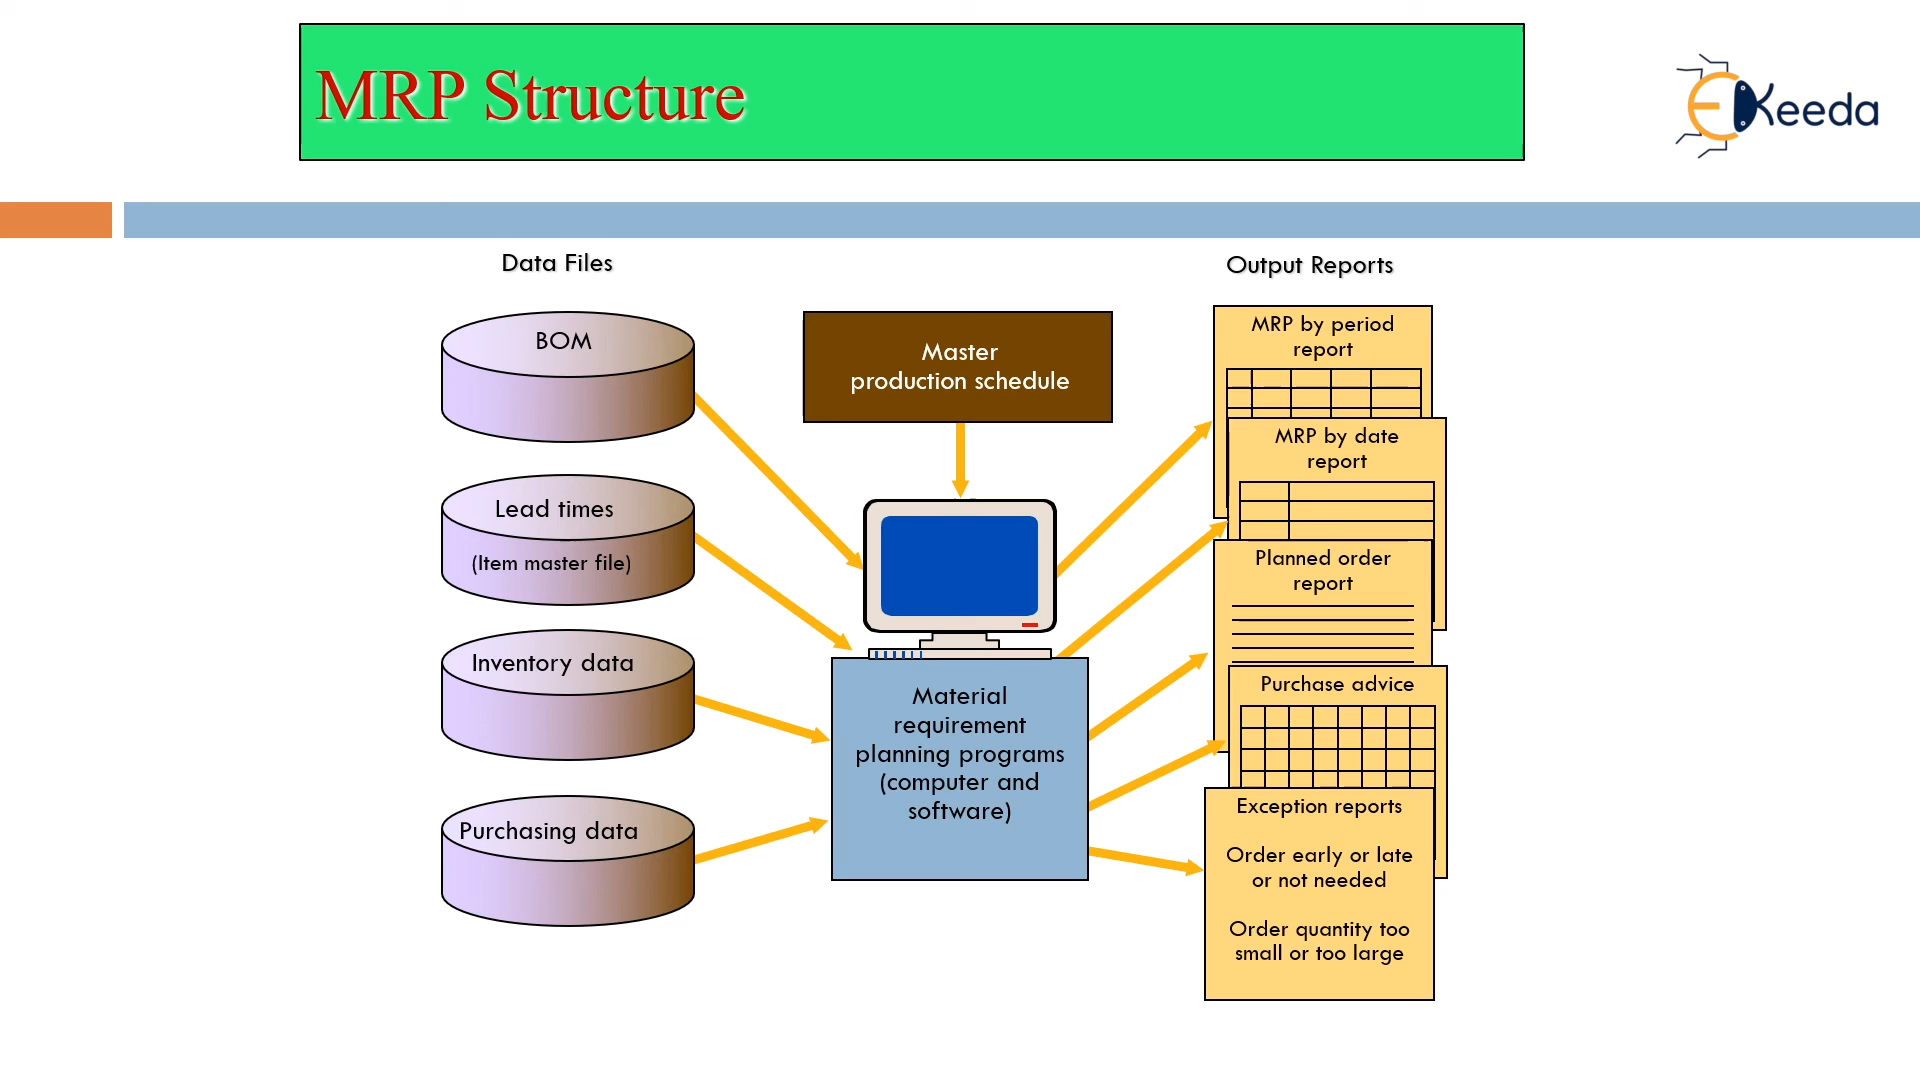 MRP Structure
EKeeda
Data Files
Output Reports
BOM
Lead times
(Item master file)
Inventory data
Purchasing data
Master
production schedule
Material
requirement
planning programs
(computer and
software)
MRP by period
report
MRP by date
report
Planned order
report
Purchase advice
Exception reports
Order early or late
or not needed
Order quantity too
small or too large